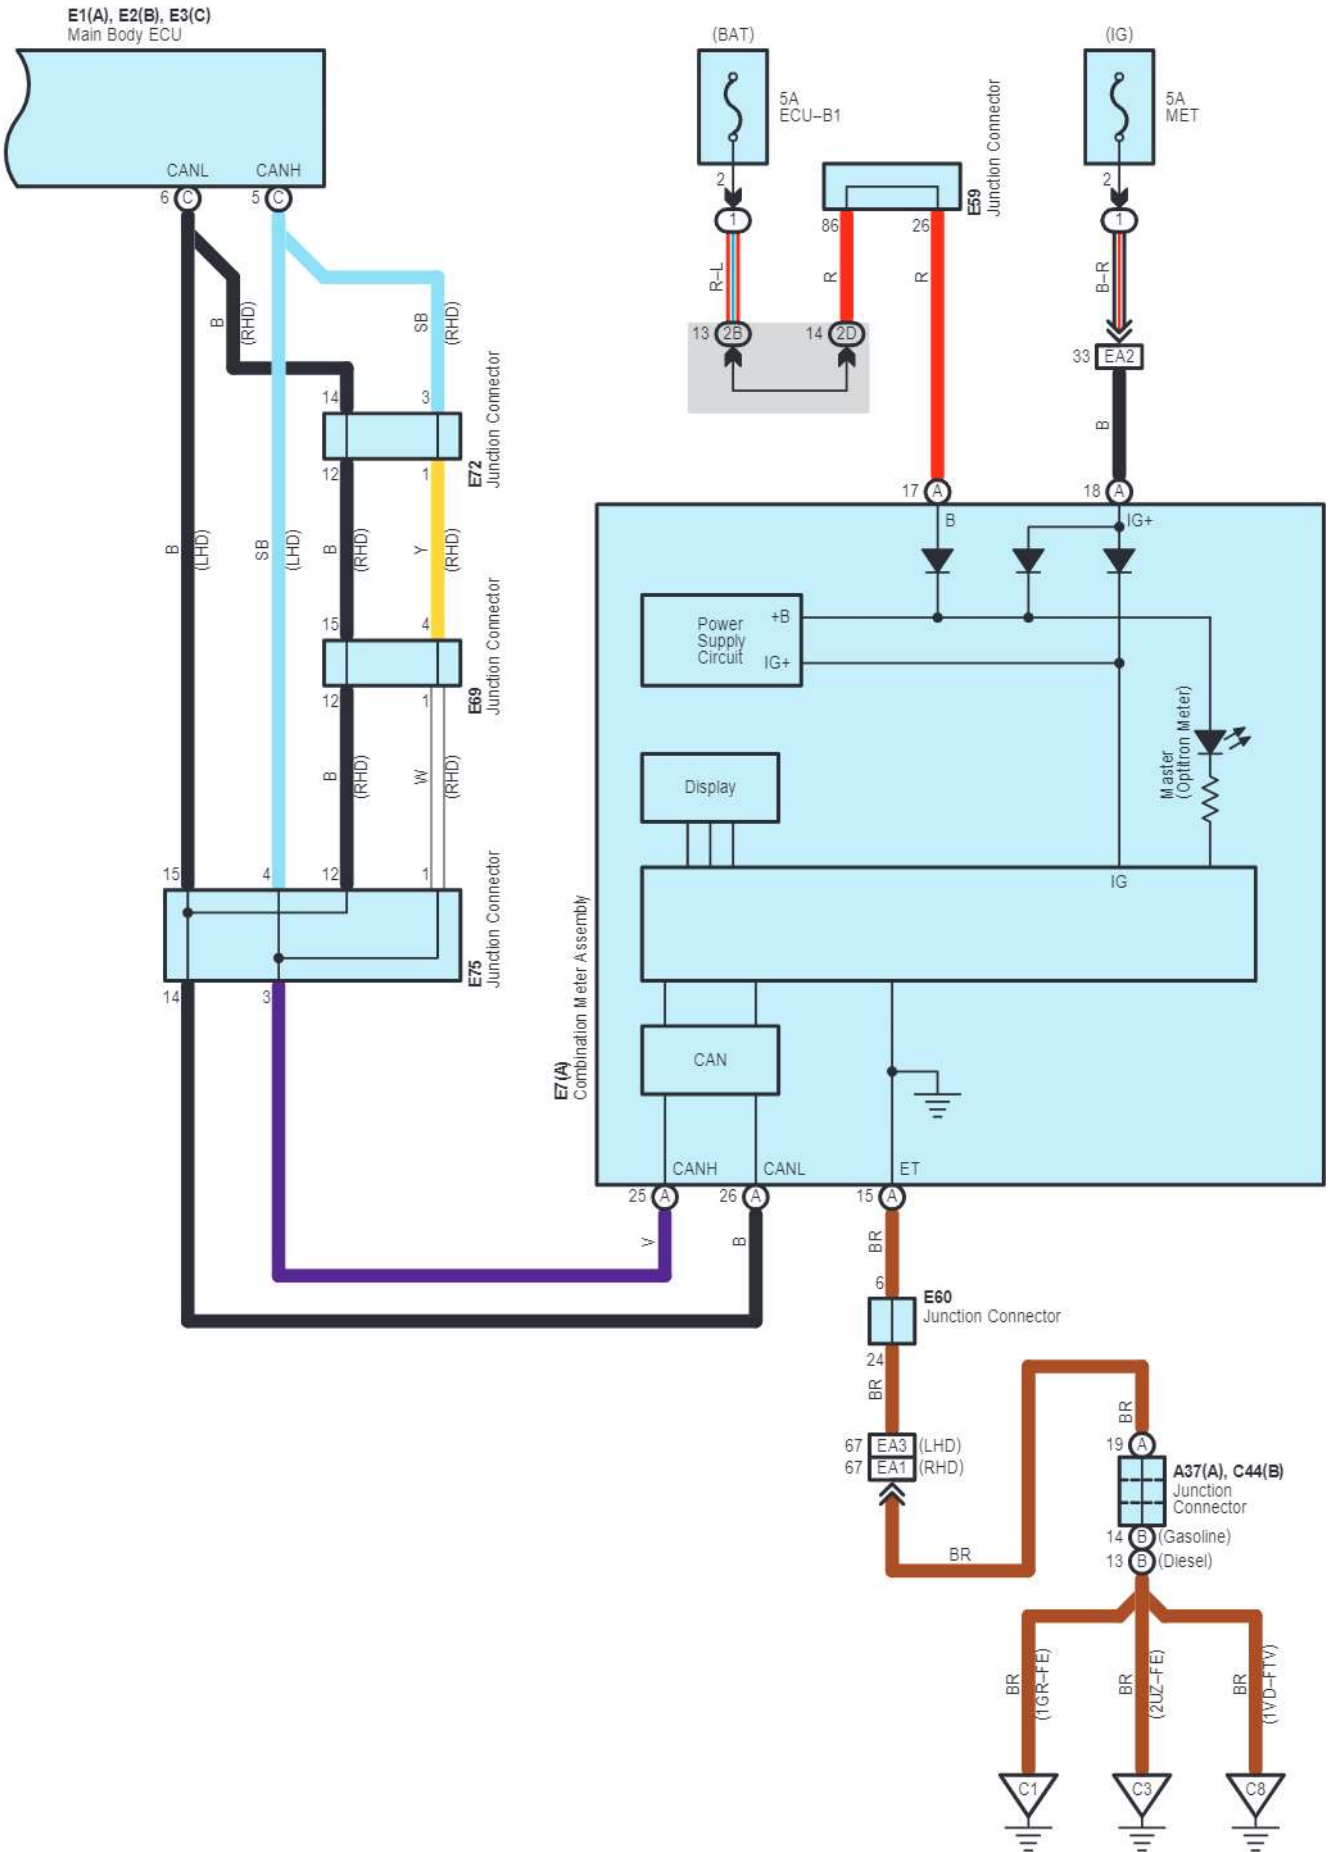 E1(A), E2(B), E3(C)
Main Body ECU
CANL
CANH
6 C
5 C
B
(RHD)
SB
(RHD)
14
3
E72
Junction Connector
12
1
B
(LHD)
SB
(LHD)
B
(RHD)
Y
(RHD)
15
4
E69
Junction Connector
12
1
B
(RHD)
W
(RHD)
15
4
12
1
E75
Junction Connector
14
3
(BAT)
5A
ECU–B1
2
1
R–L
13 2B
14 2D
86
26
E59
Junction Connector
R
R
(IG)
5A
MET
2
1
B–R
33 EA2
B
17 A
18 A
B
IG+
Power
Supply
Circuit
+B
IG+
Master
(Optitron Meter)
Display
IG
E7(A)
Combination Meter Assembly
CAN
CANH
CANL
ET
25 A
26 A
15 A
V
B
BR
6
E60
Junction Connector
24
BR
67 EA3 (LHD)
67 EA1 (RHD)
BR
BR
19 A
A37(A), C44(B)
Junction
Connector
14 B (Gasoline)
13 B (Diesel)
BR
(1GR–FE)
BR
(2UZ–FE)
BR
(1VD–FTV)
C1
C3
C8